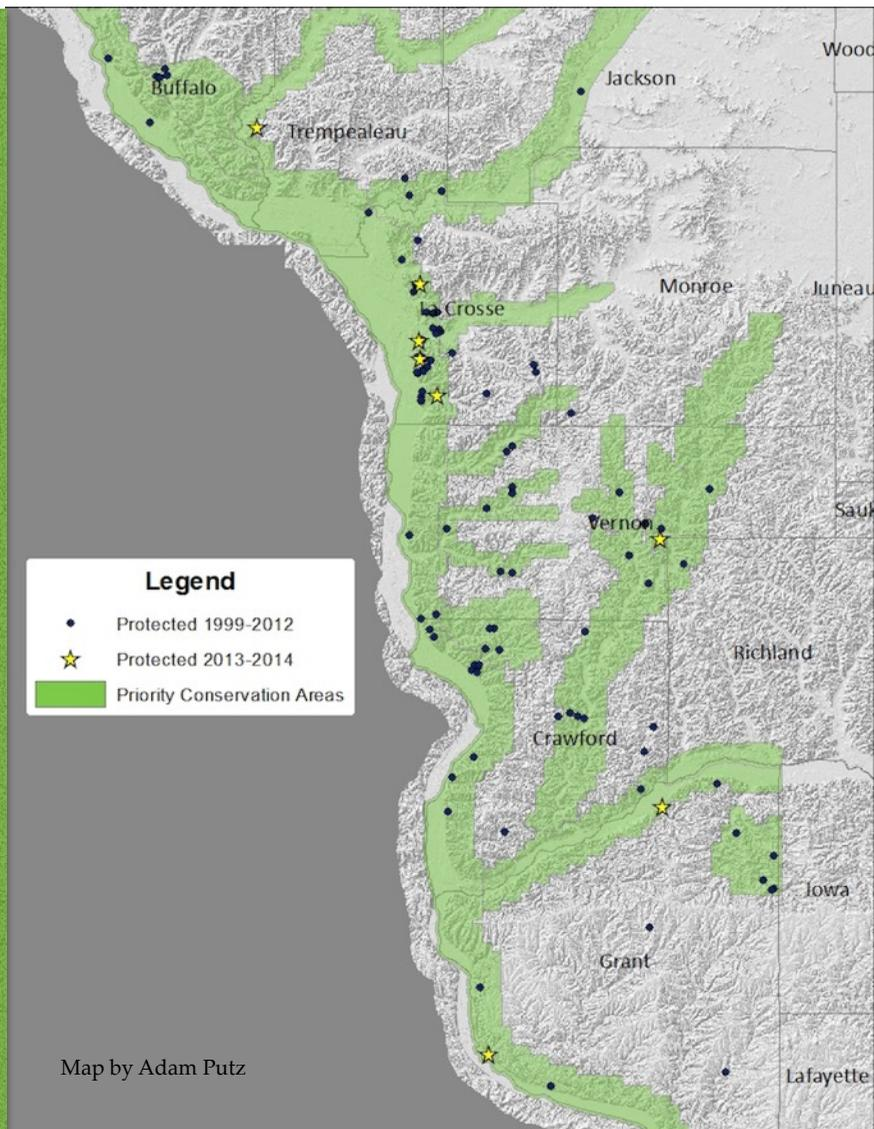 Wood
Jackson
Buffalo
Trempealeau
Monroe
Juneau
La Crosse
Sauk
Vernon
Legend
Protected 1999-2012
Protected 2013-2014
Priority Conservation Areas
Richland
Crawford
Iowa
Grant
Map by Adam Putz
Lafayette